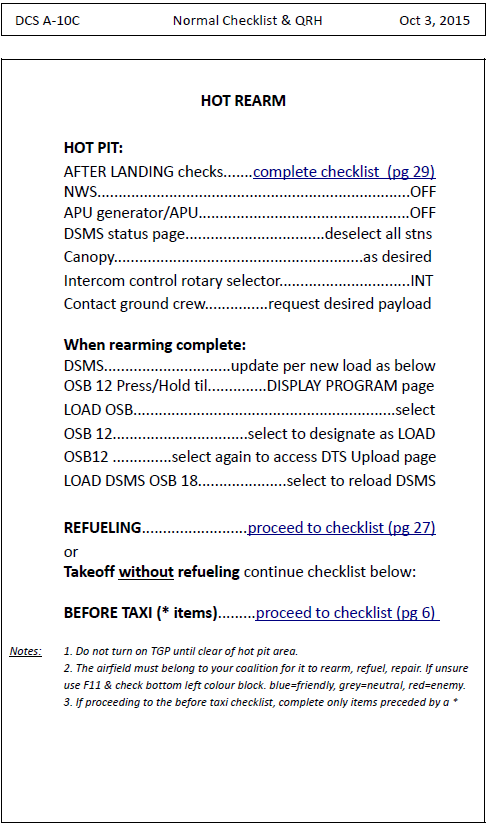 DCS A-10C Normal Checklist & QRH Oct 3, 2015
HOT REARM
HOT PIT:
AFTER LANDING checks.......complete checklist (pg 29)
NWS.....................................................................OFF
APU generator/APU..............................................OFF
DSMS status page...............................deselect all stns
Canopy.......................................................as desired
Intercom control rotary selector.............................INT
Contact ground crew..............request desired payload
When rearming complete:
DSMS............................update per new load as below
OSB 12 Press/Hold til.............DISPLAY PROGRAM page
LOAD OSB..........................................................select
OSB 12..............................select to designate as LOAD
OSB12 .............select again to access DTS Upload page
LOAD DSMS OSB 18....................select to reload DSMS
REFUELING........................proceed to checklist (pg 27)
or
Takeoff without refueling continue checklist below:
BEFORE TAXI (* items).........proceed to checklist (pg 6)
Notes: 1. Do not turn on TGP until clear of hot pit area.
2. The airfield must belong to your coalition for it to rearm, refuel, repair. If unsure
use F11 & check bottom left colour block. blue=friendly, grey=neutral, red=enemy.
3. If proceeding to the before taxi checklist, complete only items preceded by a *